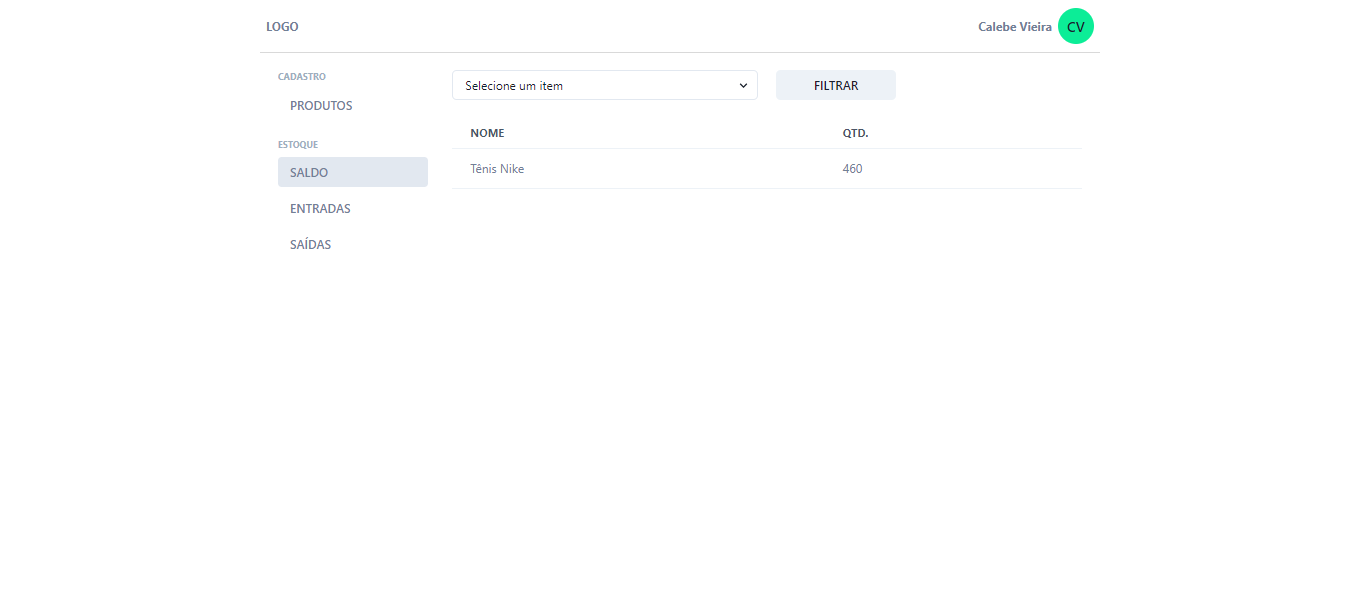 LOGO
Calebe Vieira CV
CADASTRO
PRODUTOS
ESTOQUE
SALDO
ENTRADAS
SAÍDAS
Selecione um item
FILTRAR
NOME QTD.
Tênis Nike 460